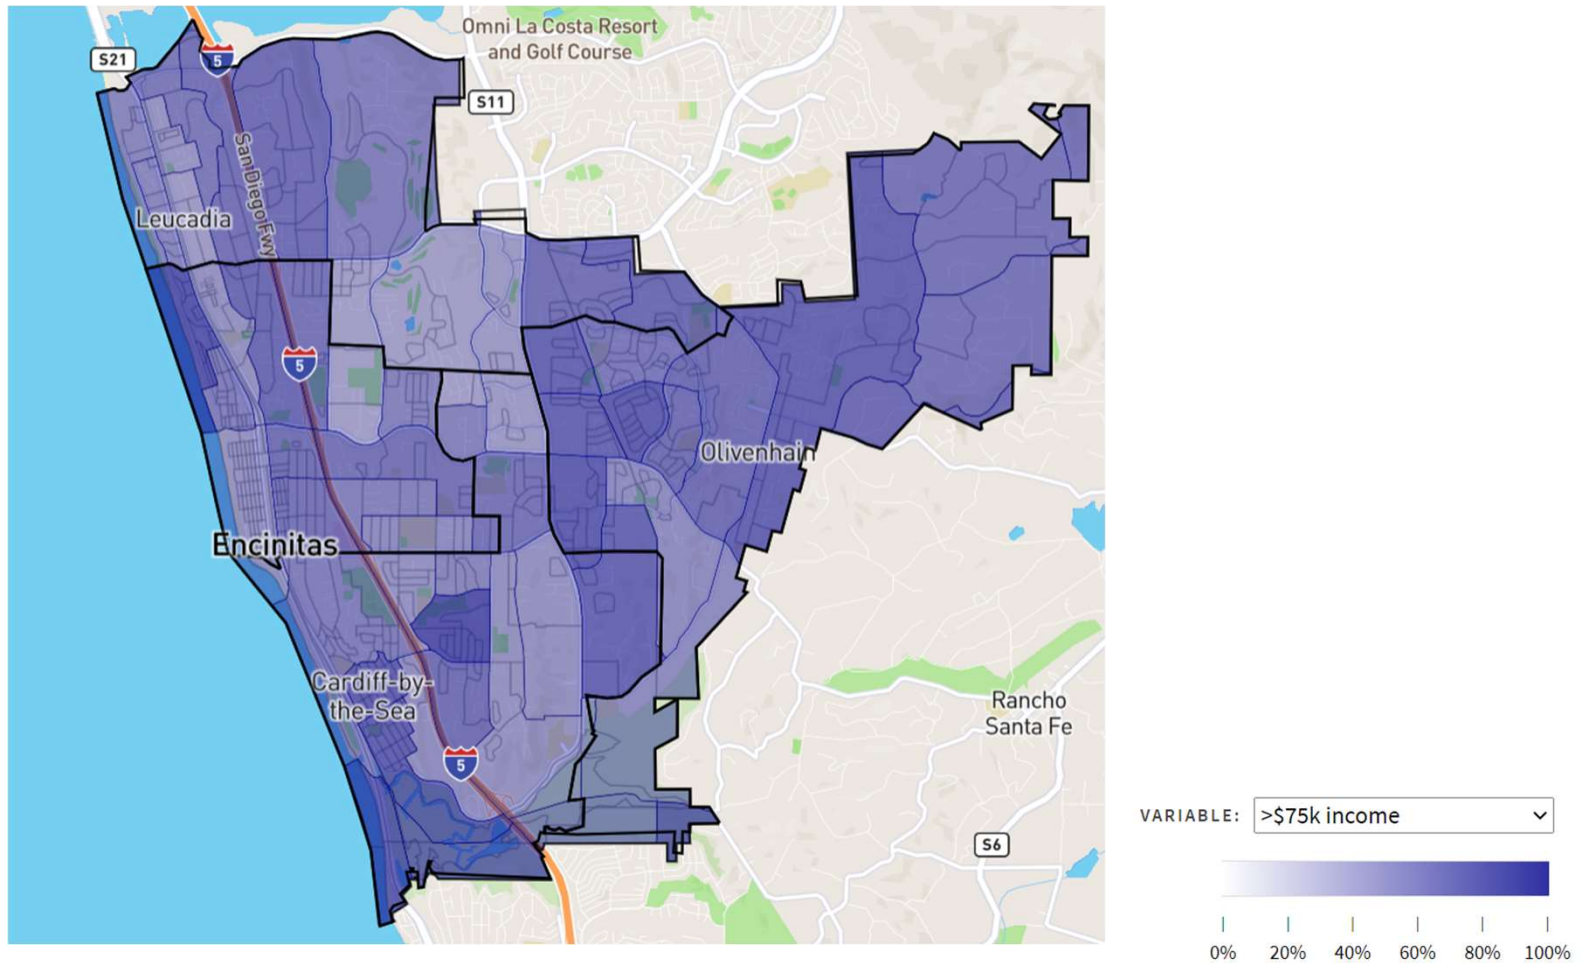 Omni La Costa Resort
and Golf Course
S21
5
S11
San Diego Fwy
Leucadia
5
Olivenhain
Encinitas
Cardiff-by-
the-Sea
Rancho
Santa Fe
5
VARIABLE: >$75k income
S6
0% 20% 40% 60% 80% 100%